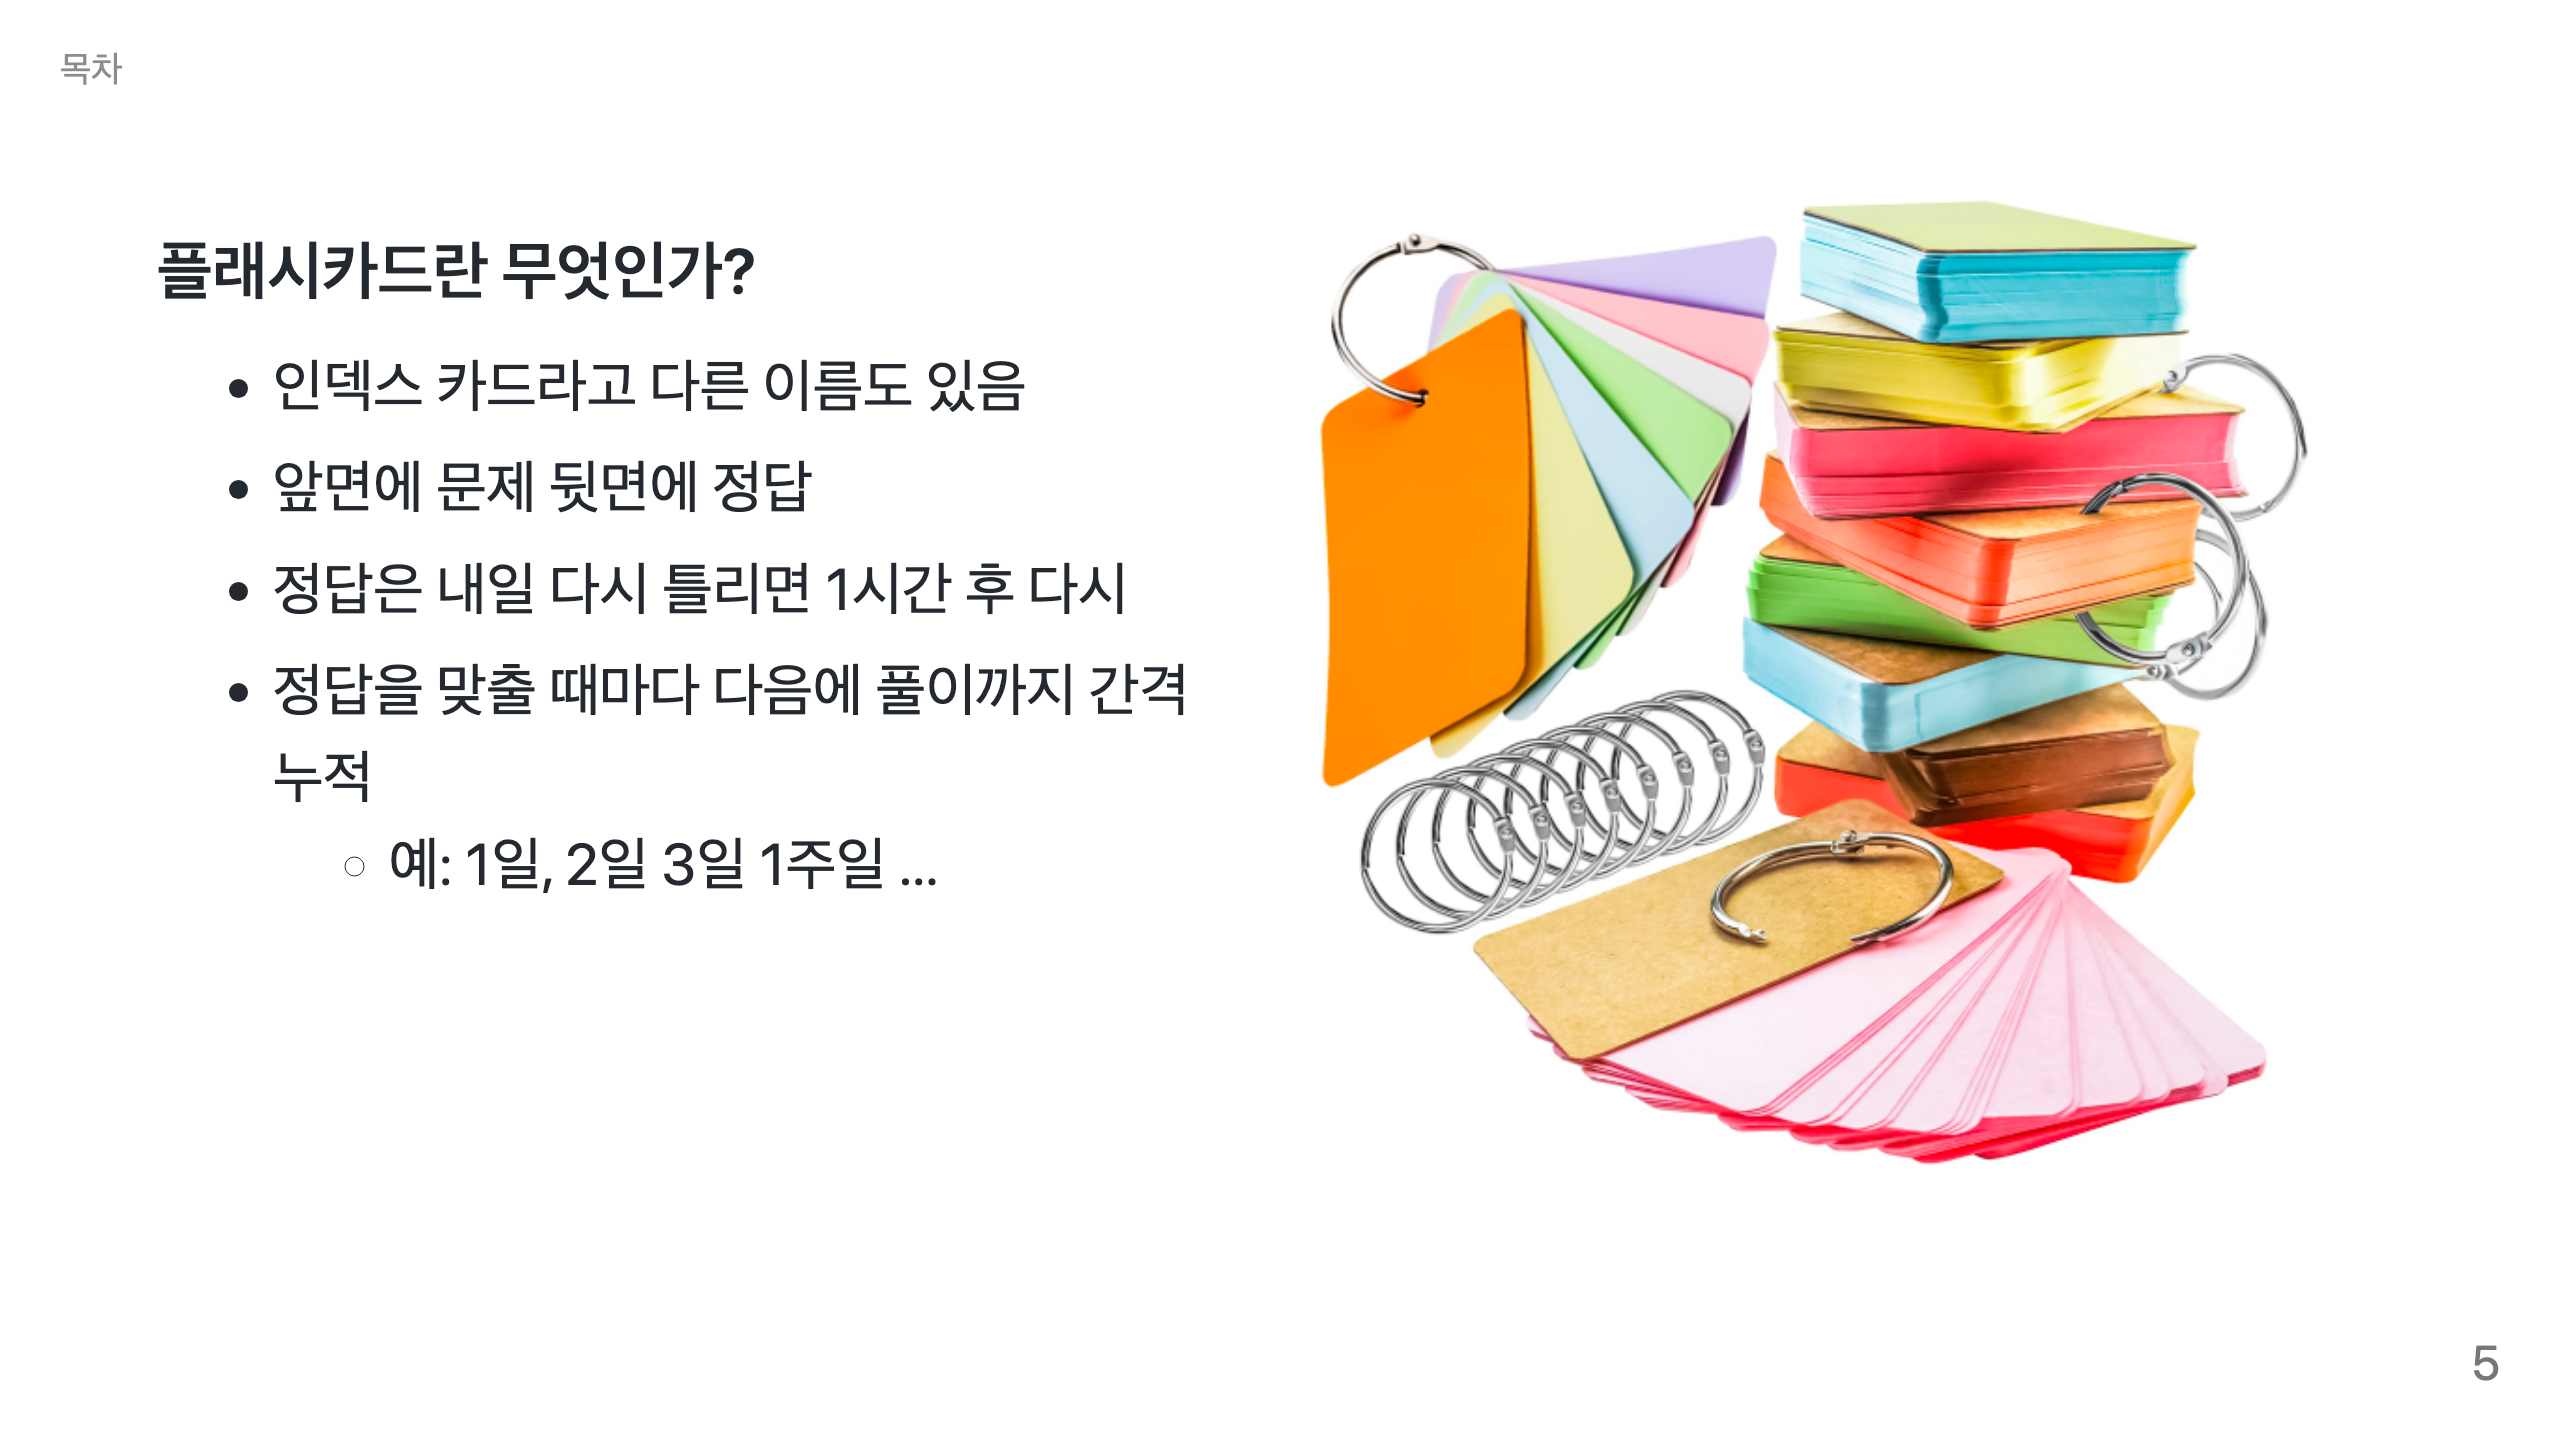 목차
플래시카드란 무엇인가?
인덱스 카드라고 다른 이름도 있음
앞면에 문제 뒷면에 정답
정답은 내일 다시 틀리면 1시간 후 다시
정답을 맞출 때마다 다음에 풀이까지 간격
누적
예: 1일, 2일 3일 1주일 ...
5